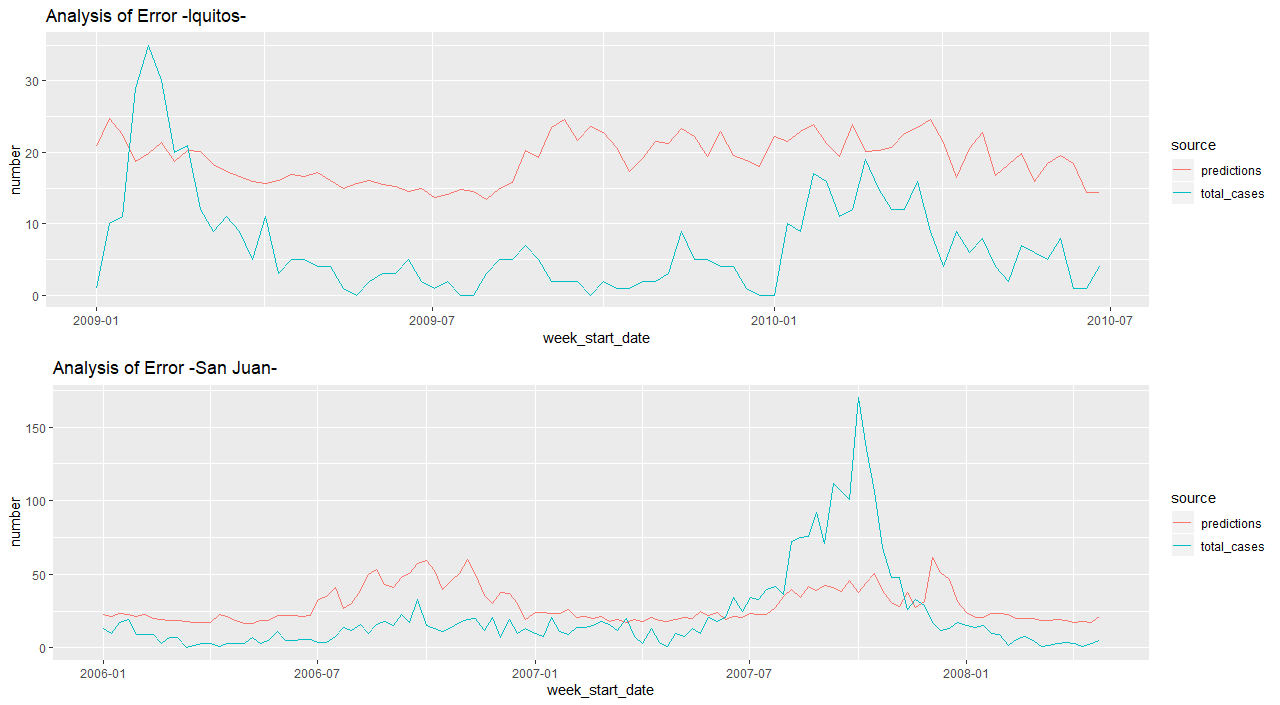 Analysis of Error -Iquitos-
number
30
20
10
0
2009-01
2009-07
2010-01
2010-07
week_start_date
source
predictions
total_cases
Analysis of Error -San Juan-
number
150
100
50
0
2006-01
2006-07
2007-01
2007-07
2008-01
week_start_date
source
predictions
total_cases